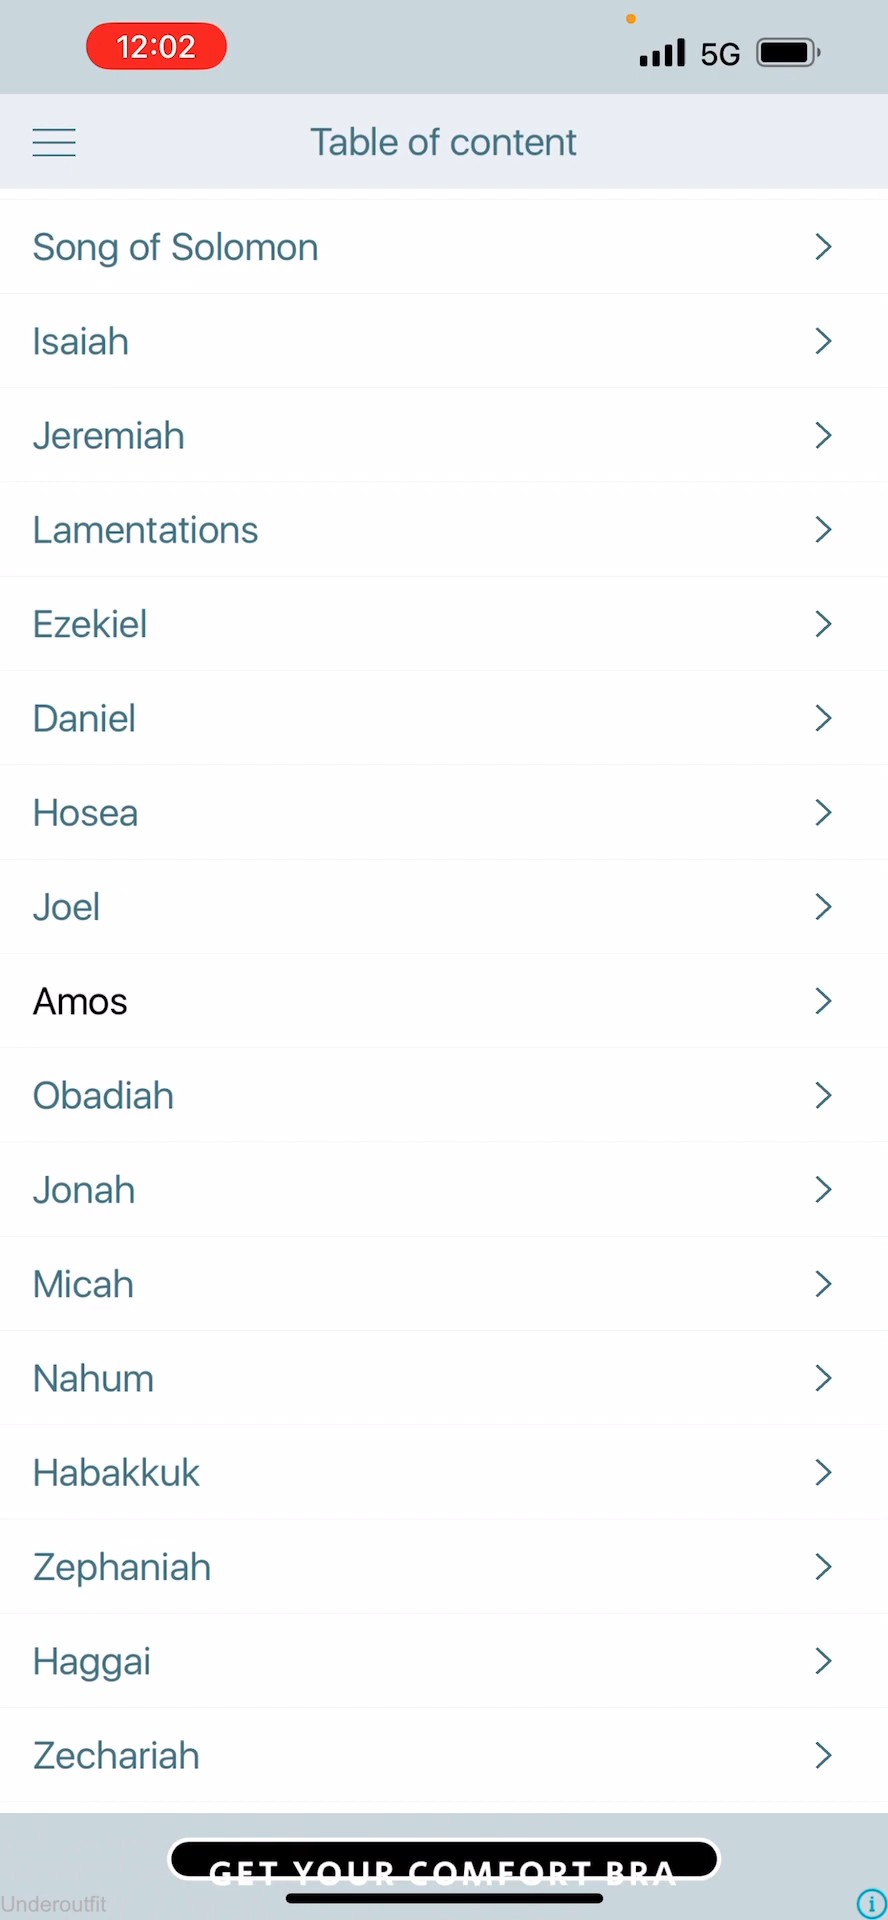 12:02
5G
Table of content
Song of Solomon
Isaiah
Jeremiah
Lamentations
Ezekiel
Daniel
Hosea
Joel
Amos
Obadiah
Jonah
Micah
Nahum
Habakkuk
Zephaniah
Haggai
Zechariah
GET YOUR COMFORT BRA
Underoutfit